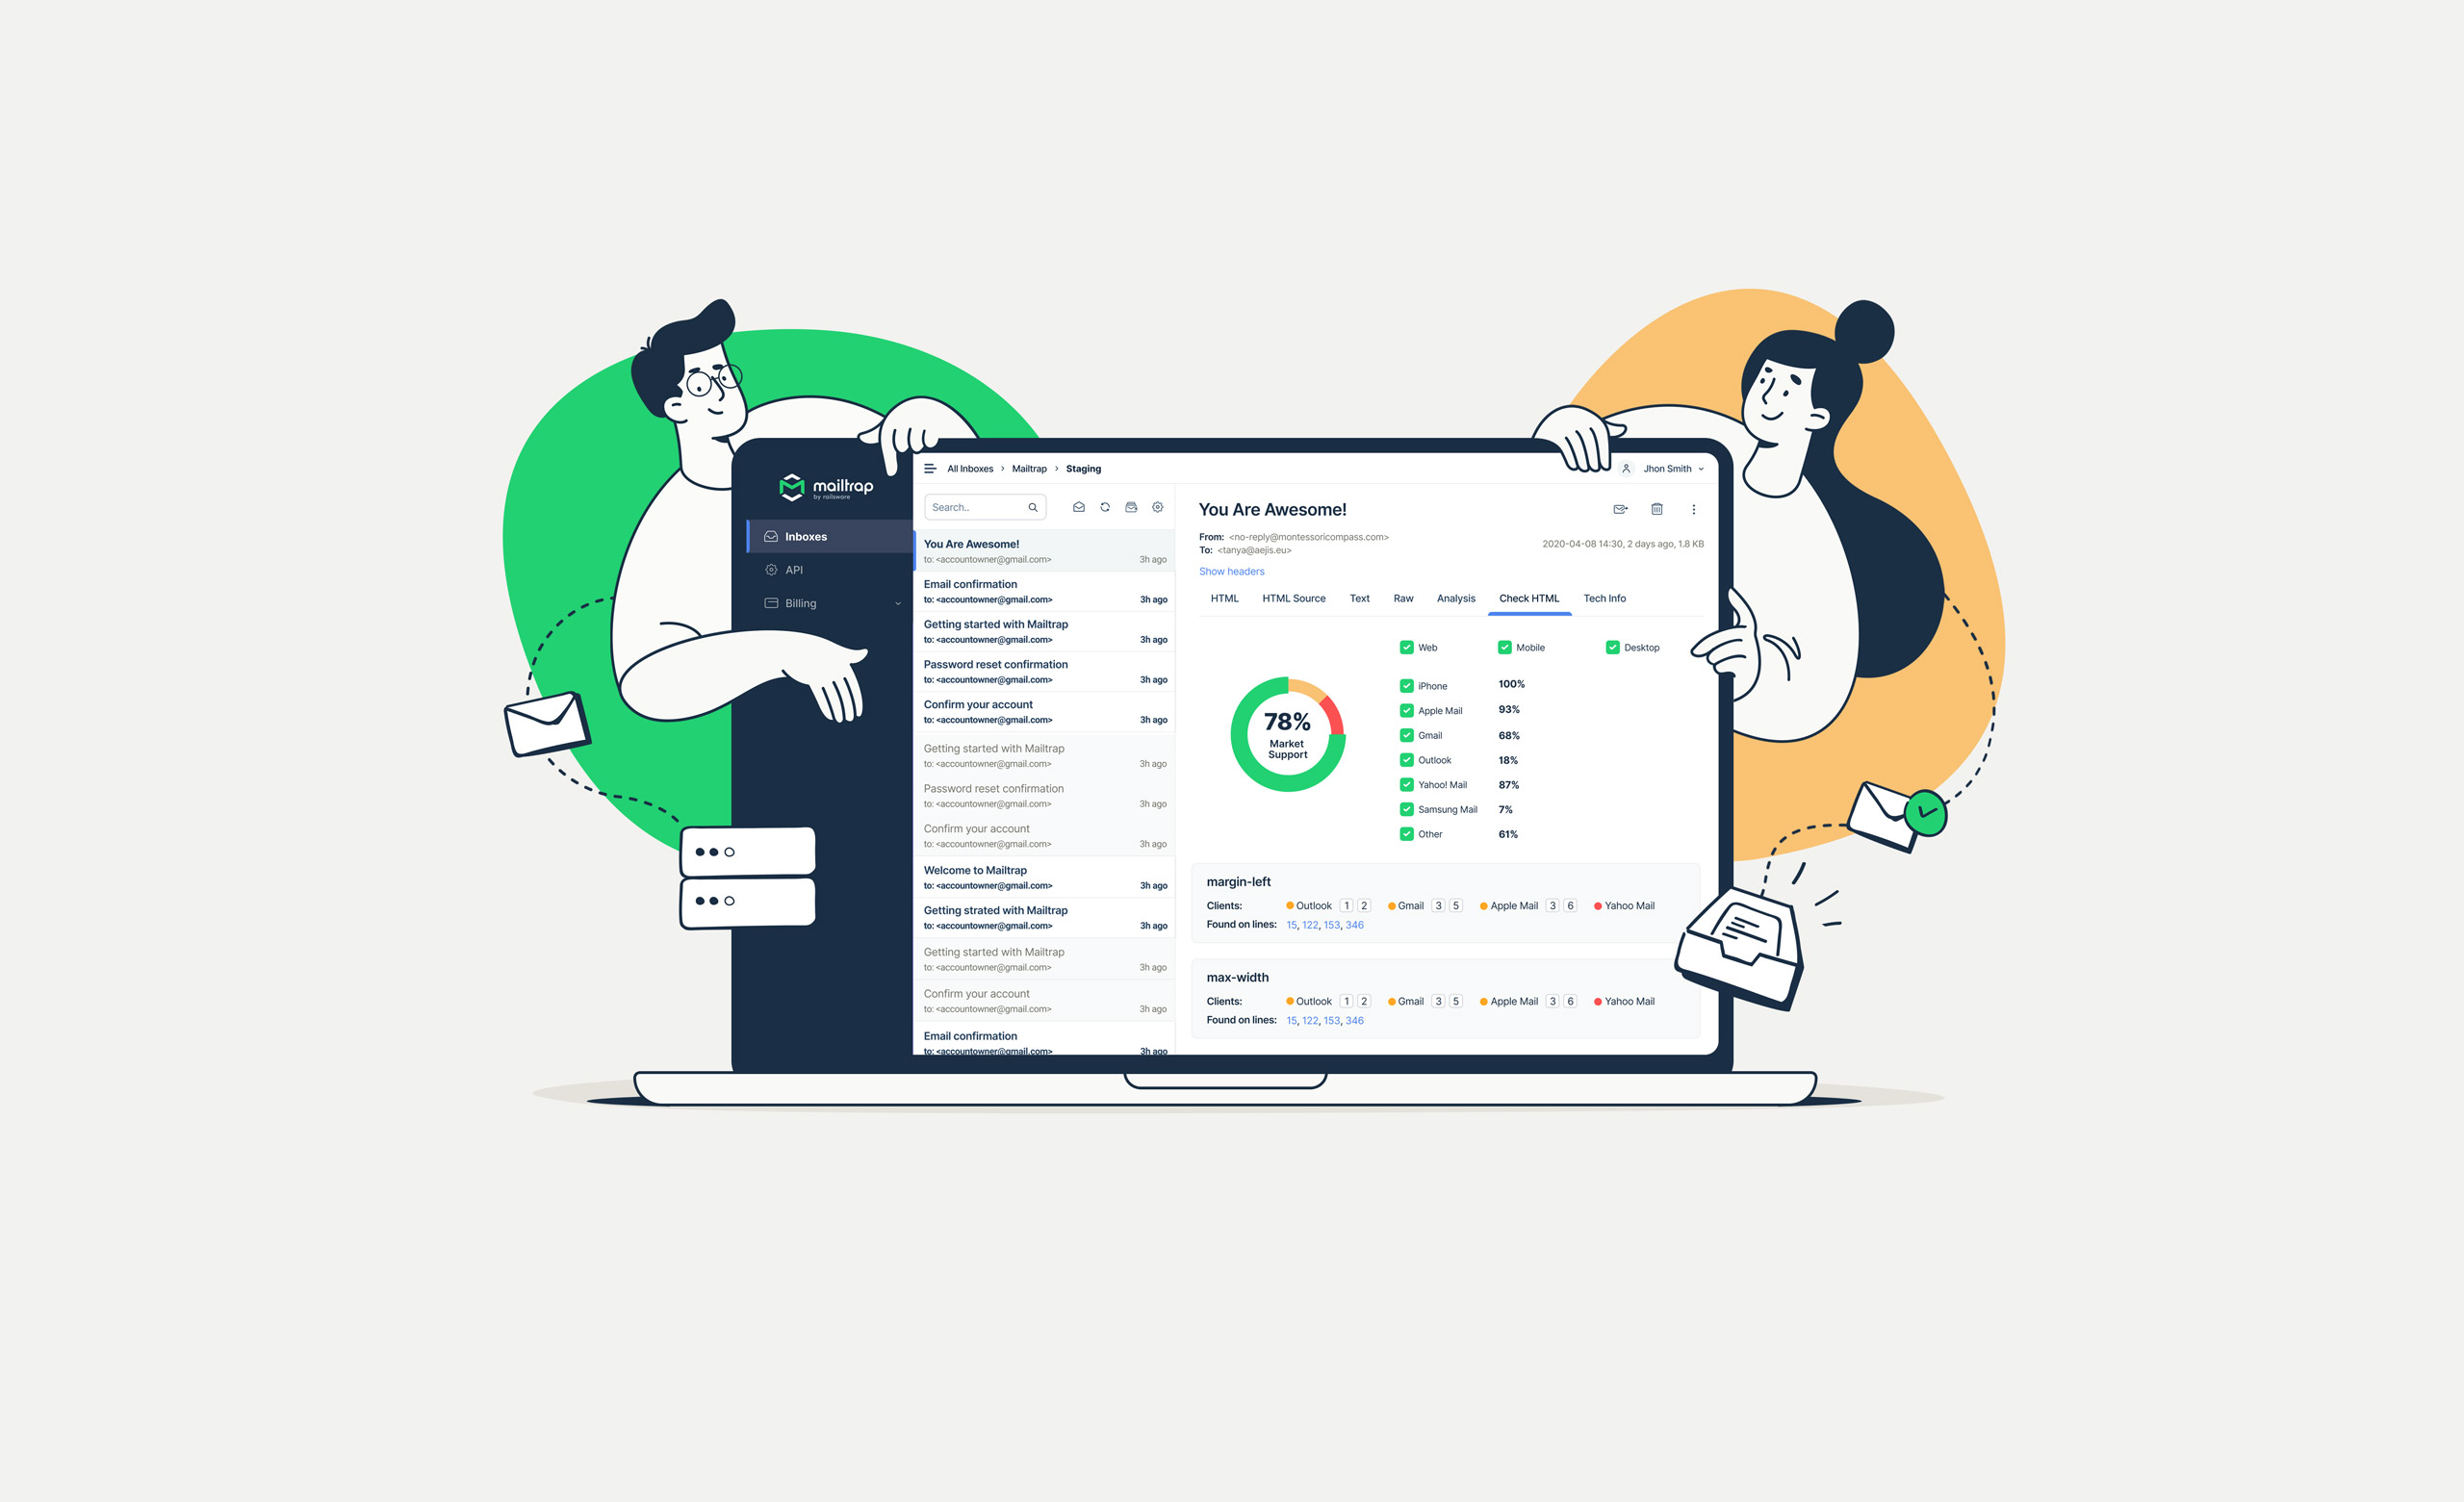 mailtrap
by railsware
Inboxes
API
Billing
All Inboxes > Mailtrap > Staging
Jhon Smith
Search..
You Are Awesome!
to: <accountowner@gmail.com> 3h ago
Email confirmation
to: <accountowner@gmail.com> 3h ago
Getting started with Mailtrap
to: <accountowner@gmail.com> 3h ago
Password reset confirmation
to: <accountowner@gmail.com> 3h ago
Confirm your account
to: <accountowner@gmail.com> 3h ago
Getting started with Mailtrap
to: <accountowner@gmail.com> 3h ago
Password reset confirmation
to: <accountowner@gmail.com> 3h ago
Confirm your account
to: <accountowner@gmail.com> 3h ago
Welcome to Mailtrap
to: <accountowner@gmail.com> 3h ago
Getting strated with Mailtrap
to: <accountowner@gmail.com> 3h ago
Getting started with Mailtrap
to: <accountowner@gmail.com> 3h ago
Confirm your account
to: <accountowner@gmail.com> 3h ago
Email confirmation
to: <accountowner@gmail.com> 3h ago
You Are Awesome!
From: <no-reply@montessoricompass.com>
To: <tanya@aejis.eu>
2020-04-08 14:30, 2 days ago, 1.8 KB
Show headers
HTML HTML Source Text Raw Analysis Check HTML Tech Info
78%
Market
Support
Web Mobile Desktop
iPhone 100%
Apple Mail 93%
Gmail 68%
Outlook 18%
Yahoo! Mail 87%
Samsung Mail 7%
Other 61%
margin-left
Clients: Outlook 1 2 Gmail 3 5 Apple Mail 3 6 Yahoo Mail
Found on lines: 15, 122, 153, 346
max-width
Clients: Outlook 1 2 Gmail 3 5 Apple Mail 3 6 Yahoo Mail
Found on lines: 15, 122, 153, 346